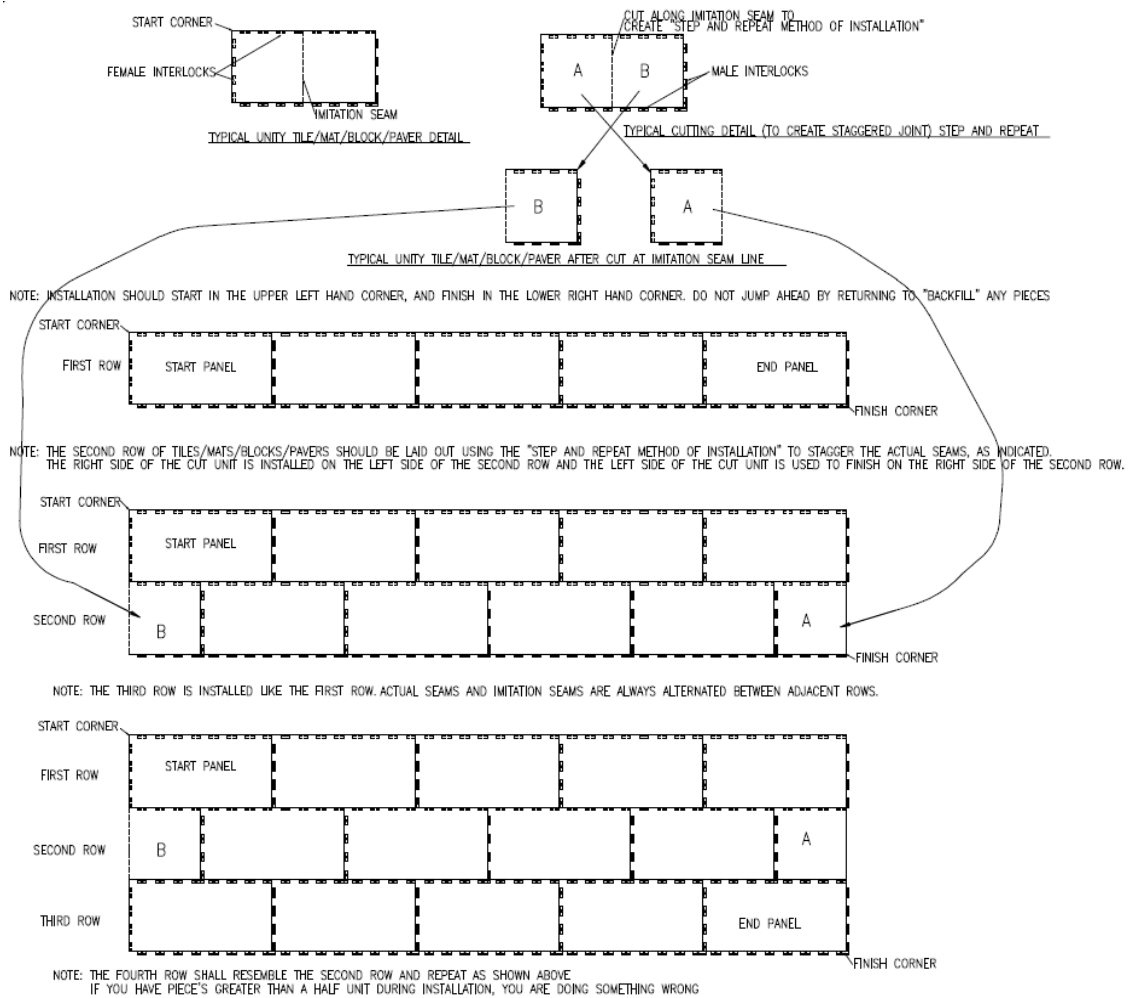 START CORNER
FEMALE INTERLOCKS
IMITATION SEAM
TYPICAL UNITY TILE/MAT/BLOCK/PAVER DETAIL
CUT ALONG IMITATION SEAM TO
CREATE "STEP AND REPEAT METHOD OF INSTALLATION"
A
B
MALE INTERLOCKS
TYPICAL CUTTING DETAIL (TO CREATE STAGGERED JOINT) STEP AND REPEAT
B
A
TYPICAL UNITY TILE/MAT/BLOCK/PAVER AFTER CUT AT IMITATION SEAM LINE
NOTE: INSTALLATION SHOULD START IN THE UPPER LEFT HAND CORNER, AND FINISH IN THE LOWER RIGHT HAND CORNER. DO NOT JUMP AHEAD BY RETURNING TO "BACKFILL" ANY PIECES
START CORNER
FIRST ROW
START PANEL
END PANEL
FINISH CORNER
NOTE: THE SECOND ROW OF TILES/MATS/BLOCKS/PAVERS SHOULD BE LAID OUT USING THE "STEP AND REPEAT METHOD OF INSTALLATION" TO STAGGER THE ACTUAL SEAMS, AS INDICATED.
THE RIGHT SIDE OF THE CUT UNIT IS INSTALLED ON THE LEFT SIDE OF THE SECOND ROW AND THE LEFT SIDE OF THE CUT UNIT IS USED TO FINISH ON THE RIGHT SIDE OF THE SECOND ROW.
START CORNER
FIRST ROW
START PANEL
SECOND ROW
B
A
FINISH CORNER
NOTE: THE THIRD ROW IS INSTALLED LIKE THE FIRST ROW. ACTUAL SEAMS AND IMITATION SEAMS ARE ALWAYS ALTERNATED BETWEEN ADJACENT ROWS.
START CORNER
FIRST ROW
START PANEL
SECOND ROW
B
A
THIRD ROW
END PANEL
FINISH CORNER
NOTE: THE FOURTH ROW SHALL RESEMBLE THE SECOND ROW AND REPEAT AS SHOWN ABOVE
IF YOU HAVE PIECE'S GREATER THAN A HALF UNIT DURING INSTALLATION, YOU ARE DOING SOMETHING WRONG